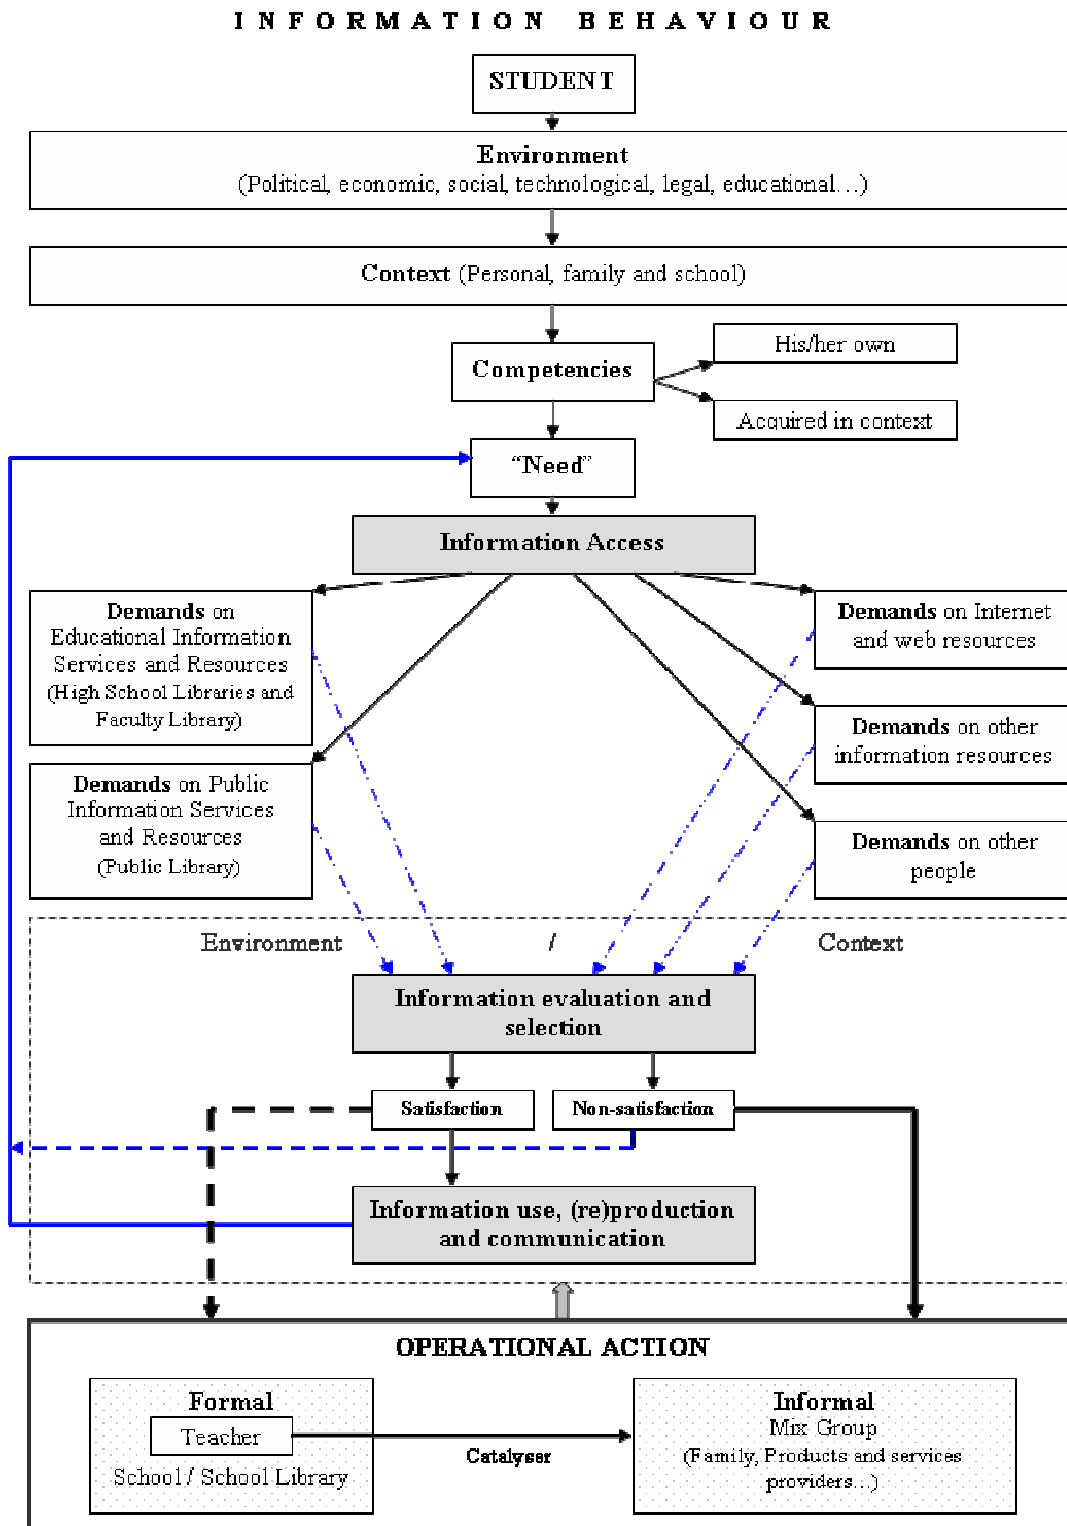 INFORMATION BEHAVIOUR
STUDENT
Environment
(Political, economic, social, technological, legal, educational…)
Context (Personal, family and school)
Competencies
His/her own
Acquired in context
“Need”
Information Access
Demands on
Educational Information
Services and Resources
(High School Libraries and
Faculty Library)
Demands on Public
Information Services
and Resources
(Public Library)
Demands on Internet
and web resources
Demands on other
information resources
Demands on other
people
Environment / Context
Information evaluation and
selection
Satisfaction
Non-satisfaction
Information use, (re)production
and communication
OPERATIONAL ACTION
Formal
Teacher
School / School Library
Catalyser
Informal
Mix Group
(Family, Products and services
providers…)